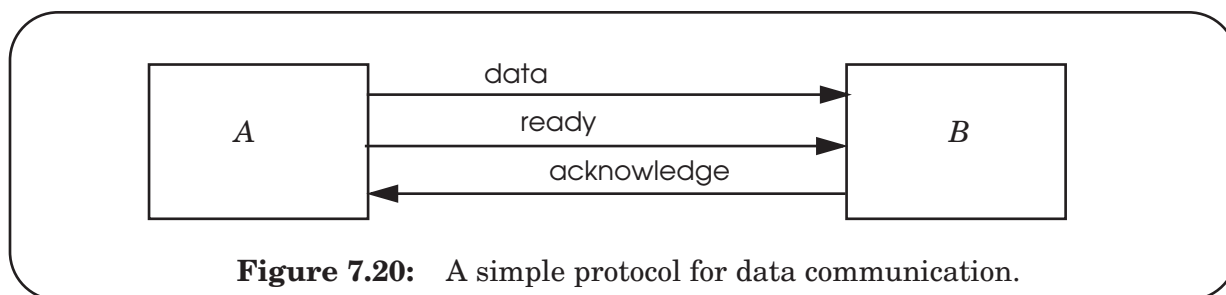 data
A
ready
B
acknowledge
Figure 7.20: A simple protocol for data communication.